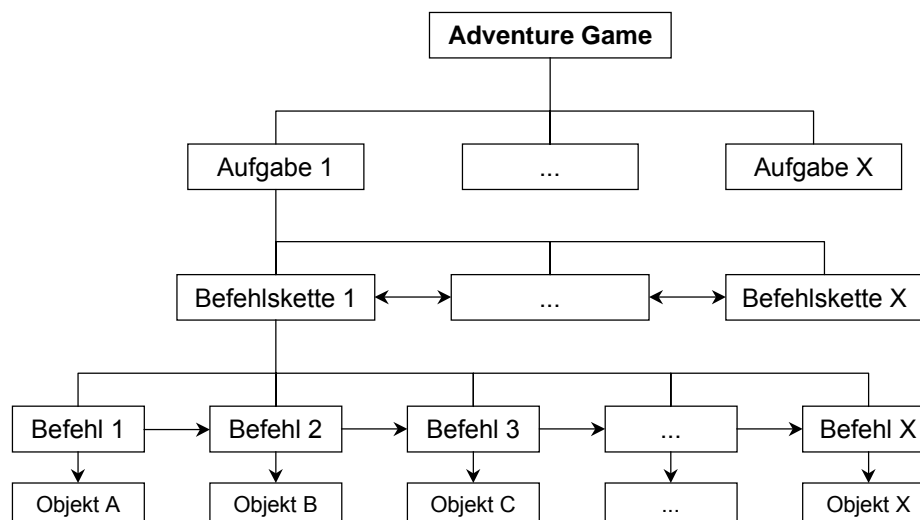 Adventure Game
Aufgabe 1
...
Aufgabe X
Befehlskette 1
...
Befehlskette X
Befehl 1
Befehl 2
Befehl 3
...
Befehl X
Objekt A
Objekt B
Objekt C
...
Objekt X